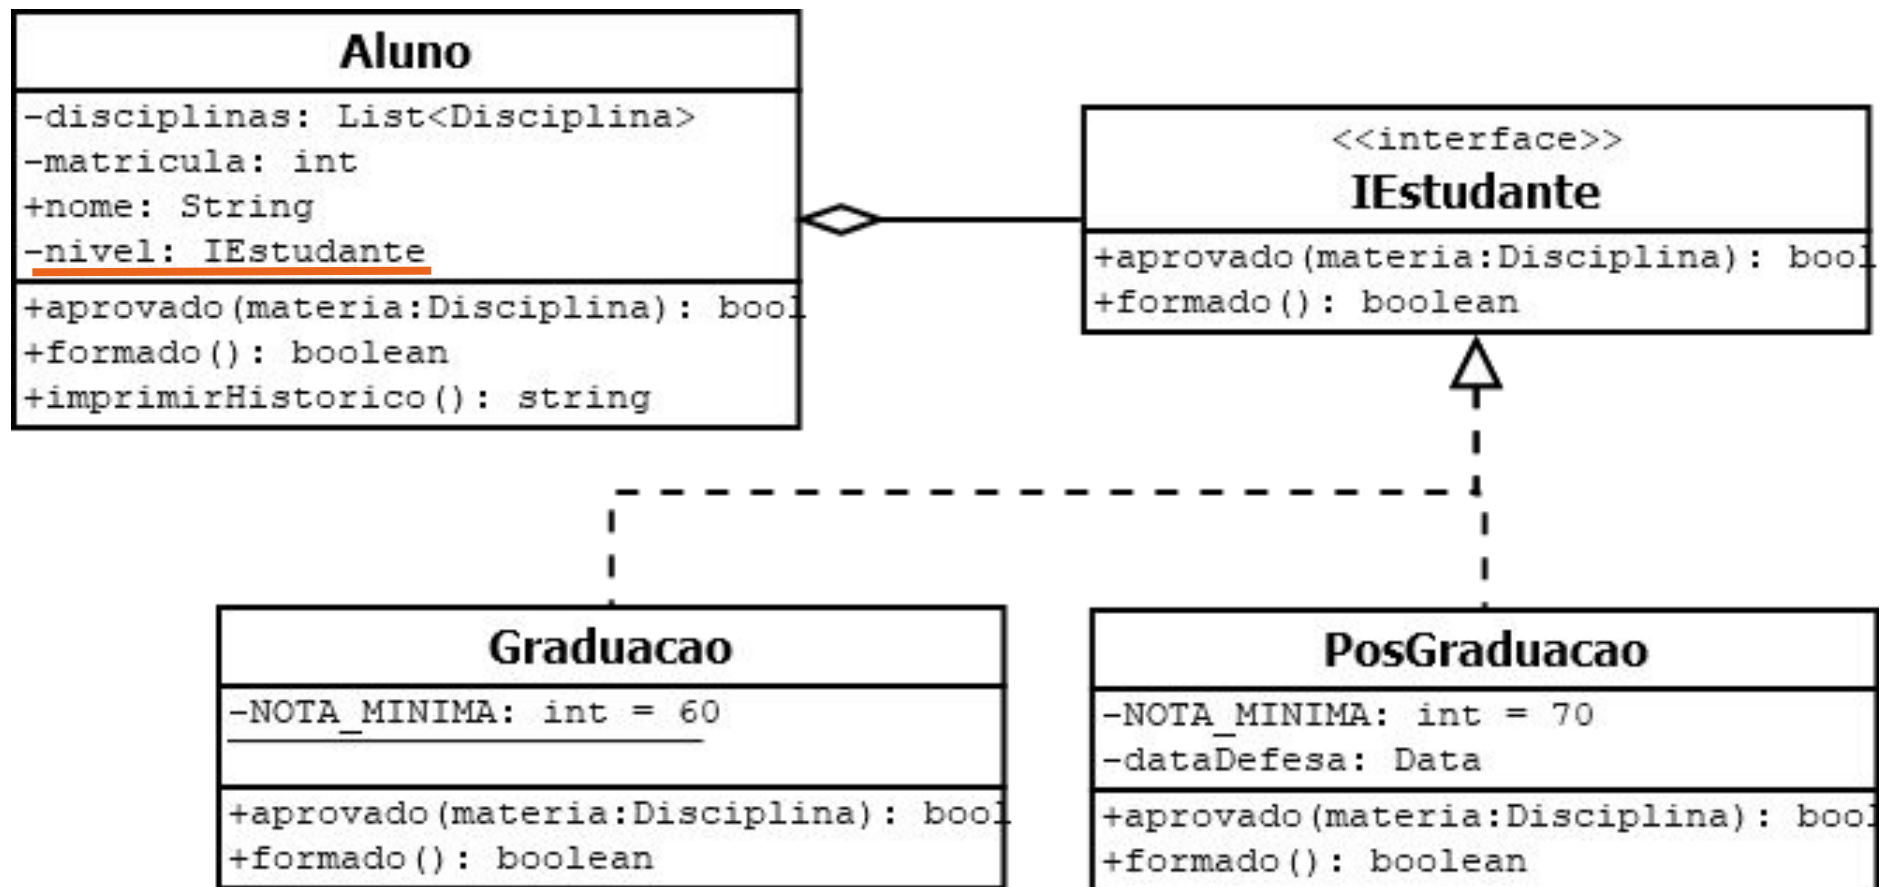 Aluno
-disciplinas: List<Disciplina>
-matricula: int
+nome: String
-nivel: IEstudante
+aprovado(materia:Disciplina): bool
+formado(): boolean
+imprimirHistorico(): string
<<interface>>
IEstudante
+aprovado(materia:Disciplina): bool
+formado(): boolean
Graduacao
-NOTA_MINIMA: int = 60
+aprovado(materia:Disciplina): bool
+formado(): boolean
PosGraduacao
-NOTA_MINIMA: int = 70
-dataDefesa: Data
+aprovado(materia:Disciplina): bool
+formado(): boolean